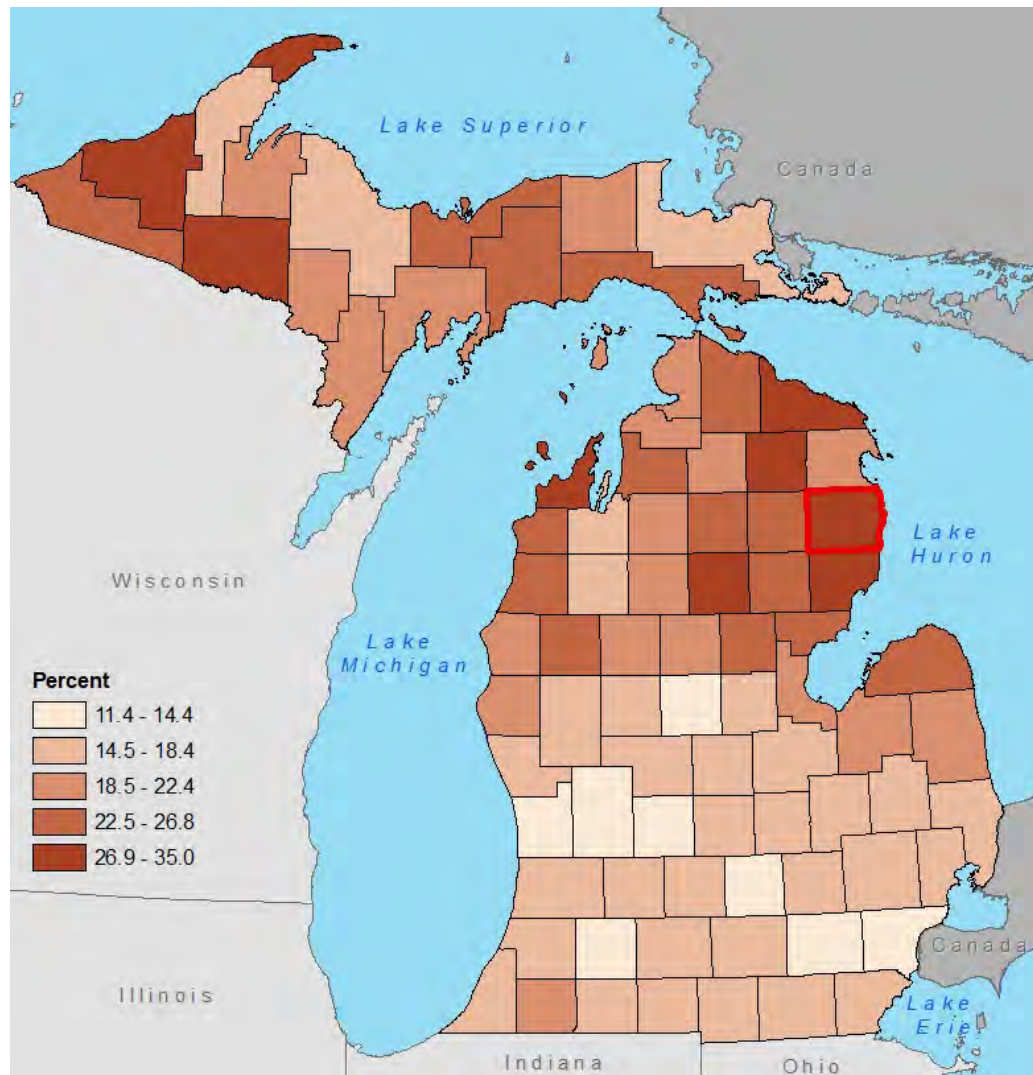 Lake Superior
Canada
Lake
Huron
Wisconsin
Lake
Michigan
Percent
11.4 - 14.4
14.5 - 18.4
18.5 - 22.4
22.5 - 26.8
26.9 - 35.0
Canada
Illinois
Lake
Erie
Indiana
Ohio